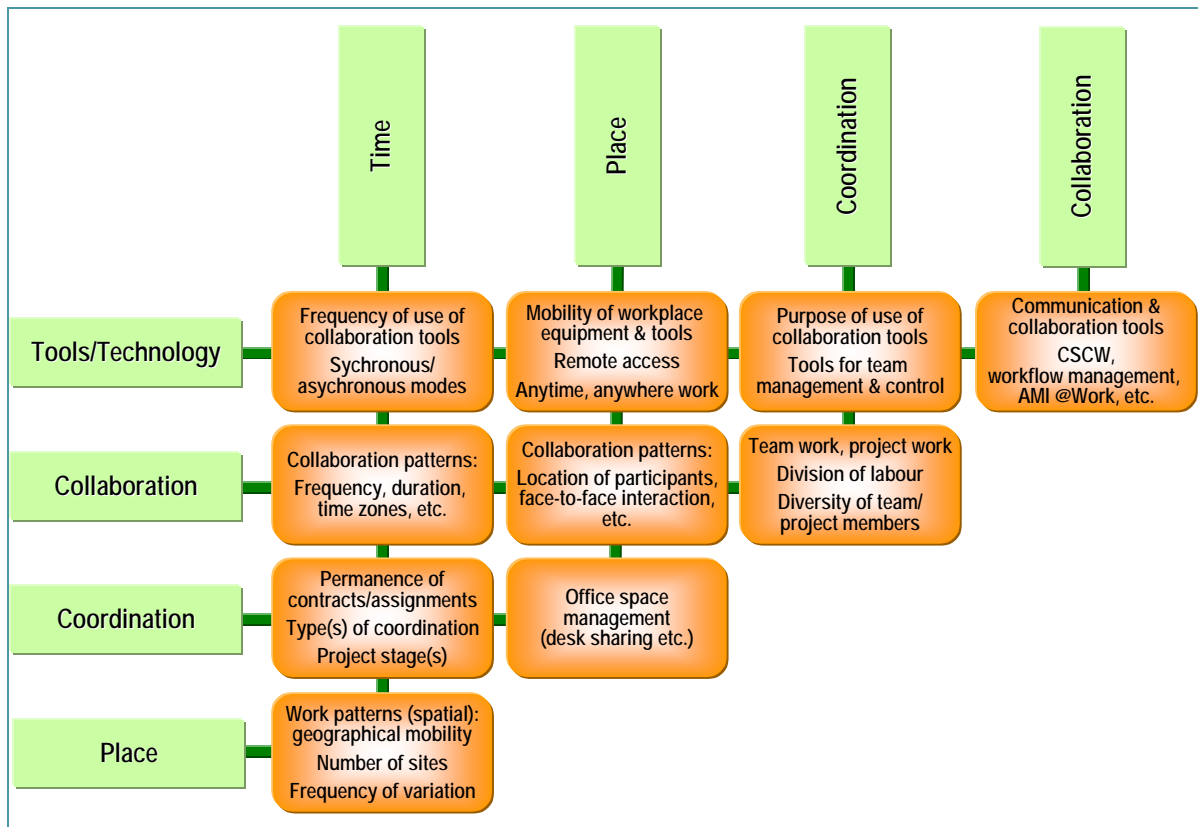 Time
Place
Coordination
Collaboration
Tools/Technology
Frequency of use of
collaboration tools
Sychronous/
asychronous modes
Mobility of workplace
equipment & tools
Remote access
Anytime, anywhere work
Purpose of use of
collaboration tools
Tools for team
management & control
Communication &
collaboration tools
CSCW,
workflow management,
AMI @Work, etc.
Collaboration
Collaboration patterns:
Frequency, duration,
time zones, etc.
Collaboration patterns:
Location of participants,
face-to-face interaction,
etc.
Team work, project work
Division of labour
Diversity of team/
project members
Coordination
Permanence of
contracts/assignments
Type(s) of coordination
Project stage(s)
Office space
management
(desk sharing etc.)
Place
Work patterns (spatial):
geographical mobility
Number of sites
Frequency of variation